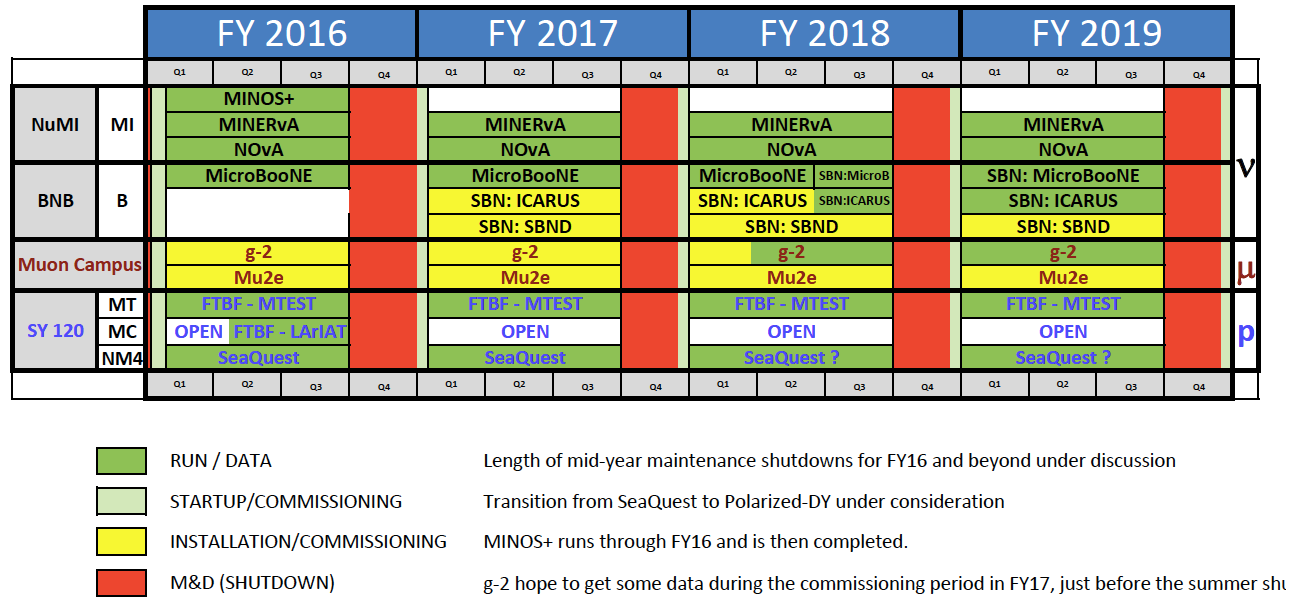 FY 2016 FY 2017 FY 2018 FY 2019
Q1 Q2 Q3 Q4 Q1 Q2 Q3 Q4 Q1 Q2 Q3 Q4 Q1 Q2 Q3 Q4
MINOS+
NuMI MI MINERvA MINERvA MINERvA MINERvA
NOvA NOvA NOvA NOvA
ν
MicroBooNE MicroBooNE MicroBooNE SBN:MicroB SBN: MicroBooNE
BNB B SBN: ICARUS SBN: ICARUS SBN:ICARUS SBN: ICARUS
SBN: SBND SBN: SBND SBN: SBND
Muon Campus g-2 g-2 g-2 g-2 μ
Mu2e Mu2e Mu2e Mu2e
MT FTBF - MTEST FTBF - MTEST FTBF - MTEST FTBF - MTEST
SY 120 MC OPEN FTBF - LArIAT OPEN OPEN OPEN p
NM4 SeaQuest SeaQuest SeaQuest ? SeaQuest ?
Q1 Q2 Q3 Q4 Q1 Q2 Q3 Q4 Q1 Q2 Q3 Q4 Q1 Q2 Q3 Q4
RUN / DATA Length of mid-year maintenance shutdowns for FY16 and beyond under discussion
STARTUP/COMMISSIONING Transition from SeaQuest to Polarized-DY under consideration
INSTALLATION/COMMISSIONING MINOS+ runs through FY16 and is then completed.
M&D (SHUTDOWN) g-2 hope to get some data during the commissioning period in FY17, just before the summer